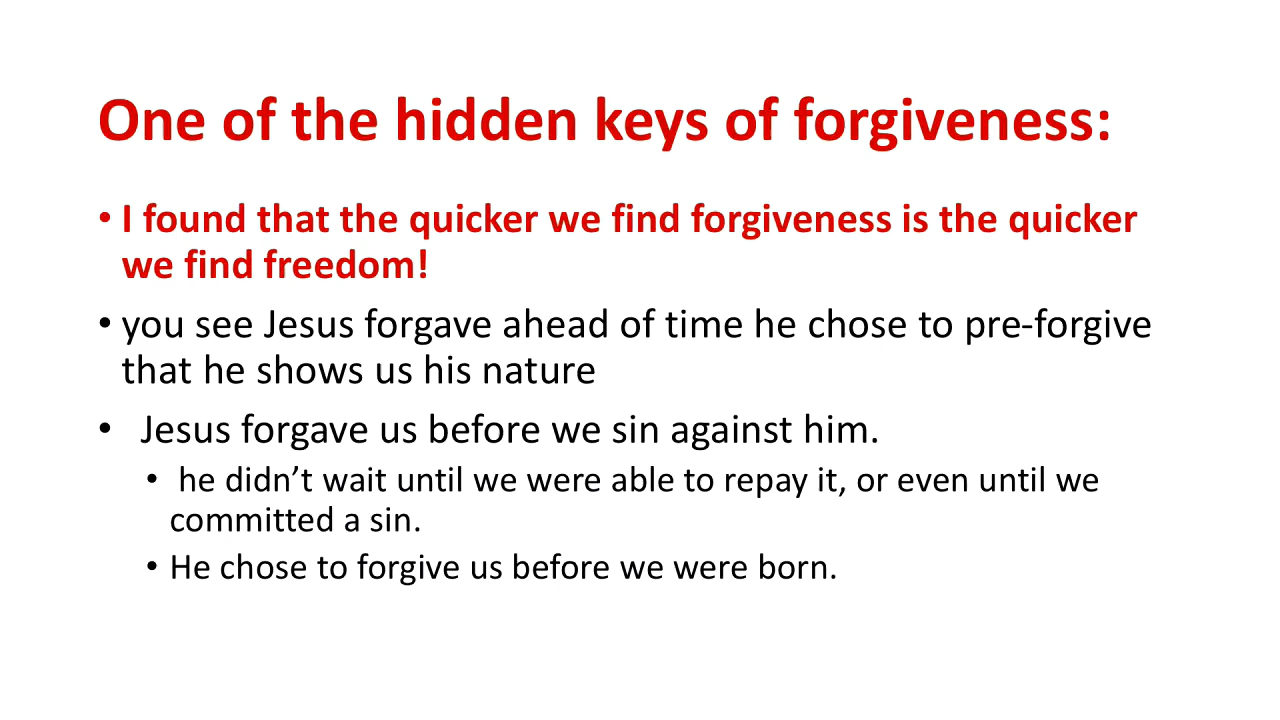 One of the hidden keys of forgiveness:
• I found that the quicker we find forgiveness is the quicker
we find freedom!
• you see Jesus forgave ahead of time he chose to pre-forgive
that he shows us his nature
• Jesus forgave us before we sin against him.
• he didn’t wait until we were able to repay it, or even until we
committed a sin.
• He chose to forgive us before we were born.